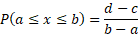 P(a ≤ x ≤ b) = (d − c)/(b − a)